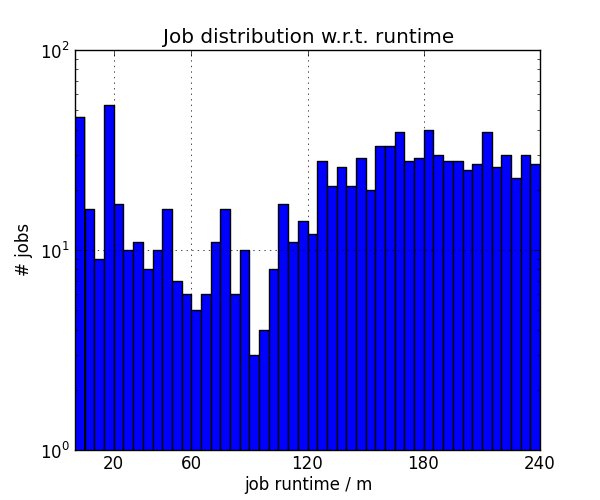 Job distribution w.r.t. runtime
10²
# jobs
10¹
10⁰
20 60 120 180 240
job runtime / m